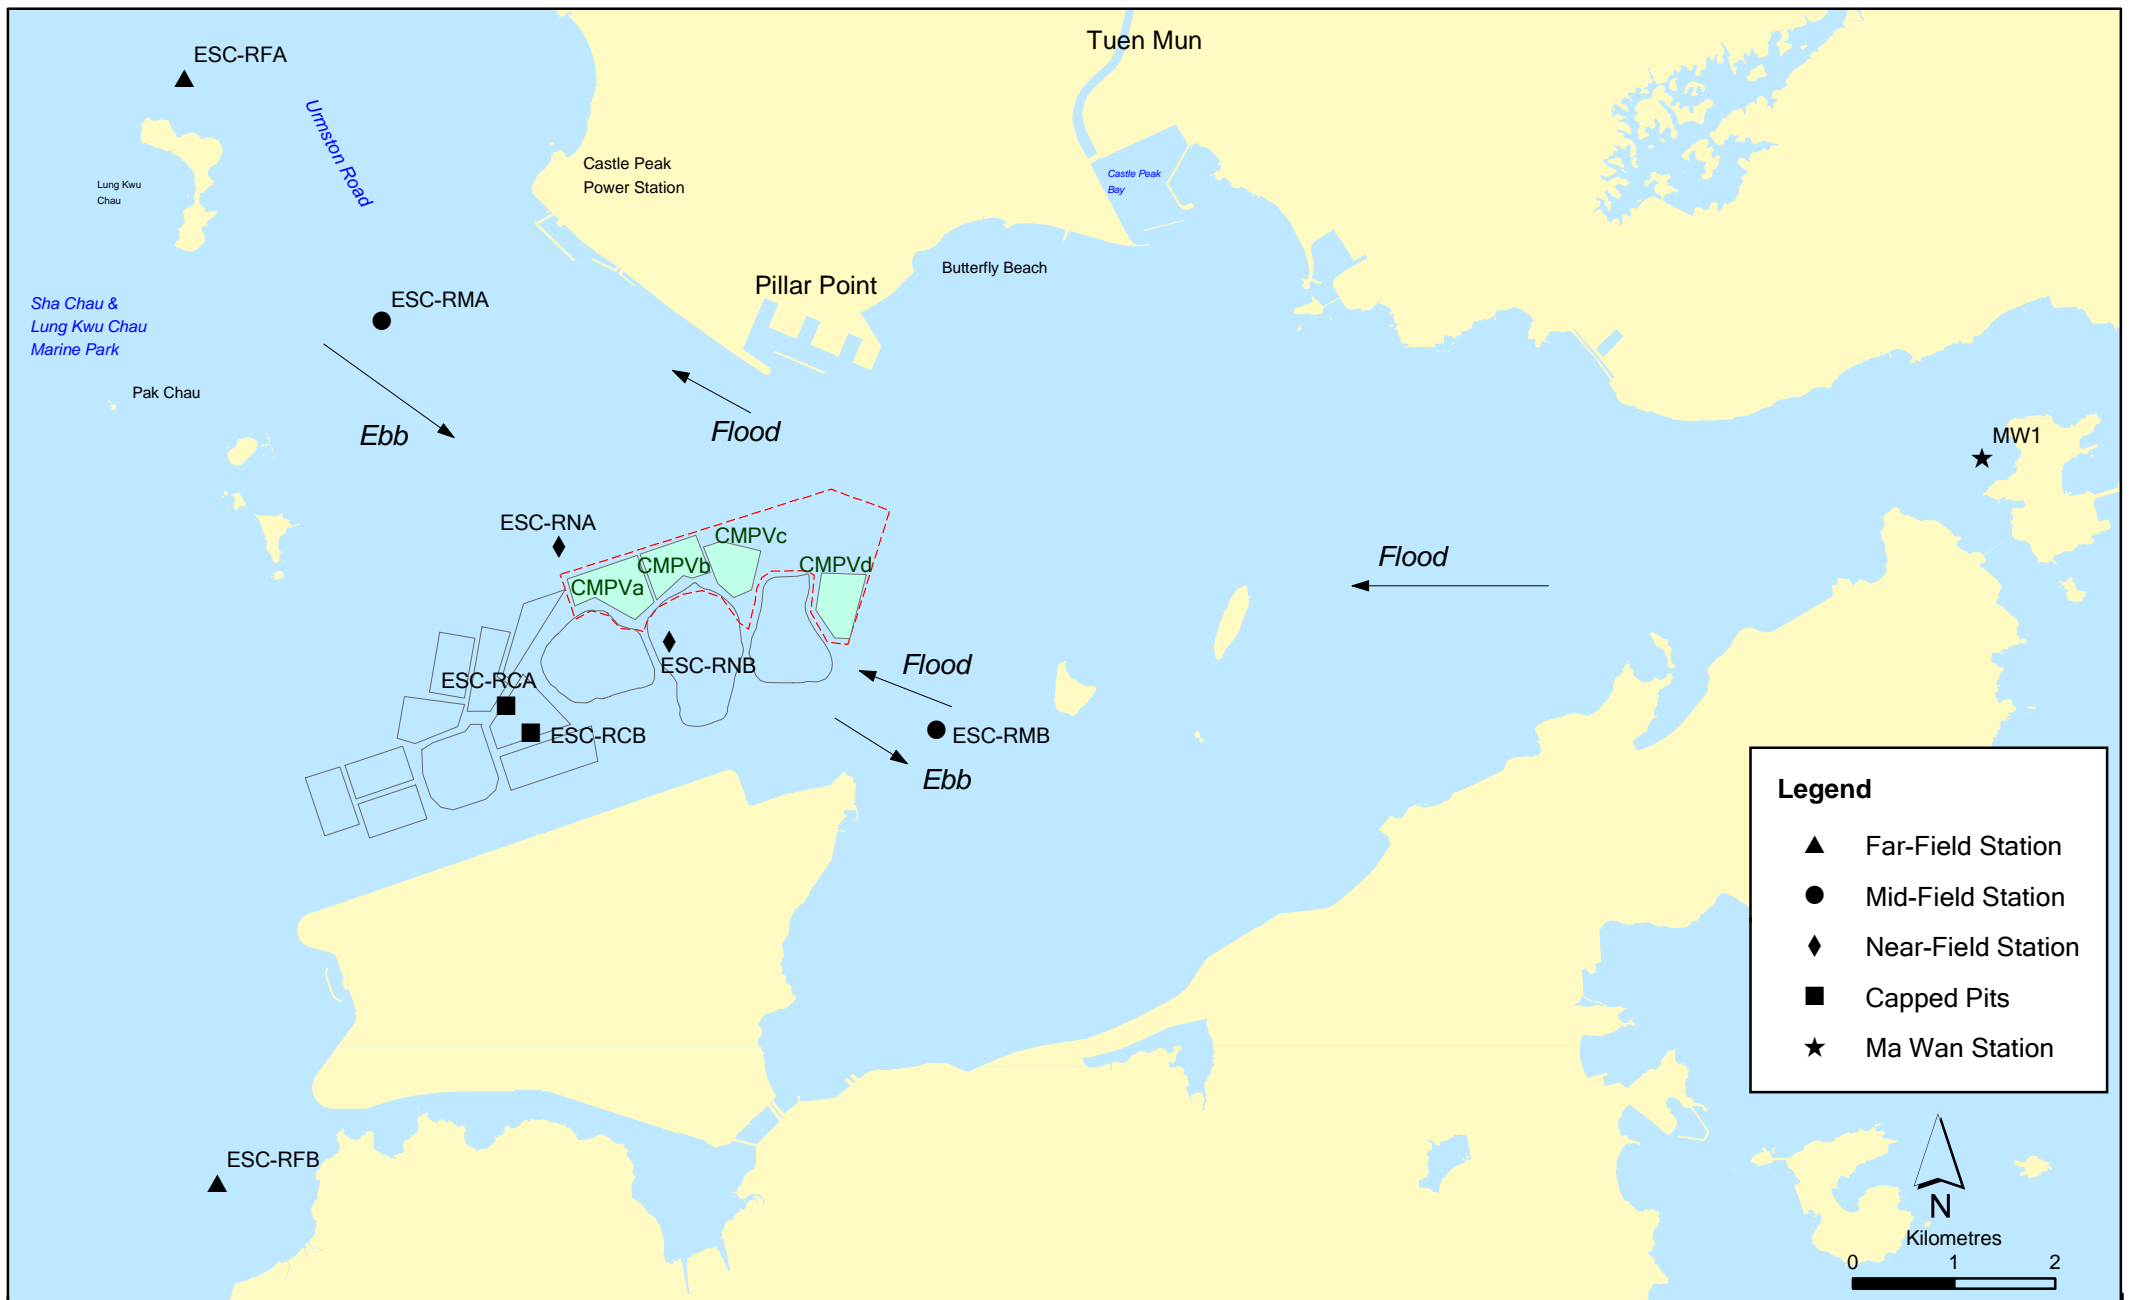 Tuen Mun
ESC-RFA
Urmston Road
Castle Peak
Power Station
Castle Peak
Bay
Lung Kwu
Chau
Butterfly Beach
Pillar Point
ESC-RMA
Sha Chau &
Lung Kwu Chau
Marine Park
Pak Chau
Ebb
Flood
MW1
ESC-RNA
CMPVc
CMPVb
CMPVd
CMPVa
Flood
ESC-RNB
Flood
ESC-RCA
ESC-RCB
ESC-RMB
Ebb
Legend
Far-Field Station
Mid-Field Station
Near-Field Station
Capped Pits
Ma Wan Station
ESC-RFB
N
Kilometres
0 1 2